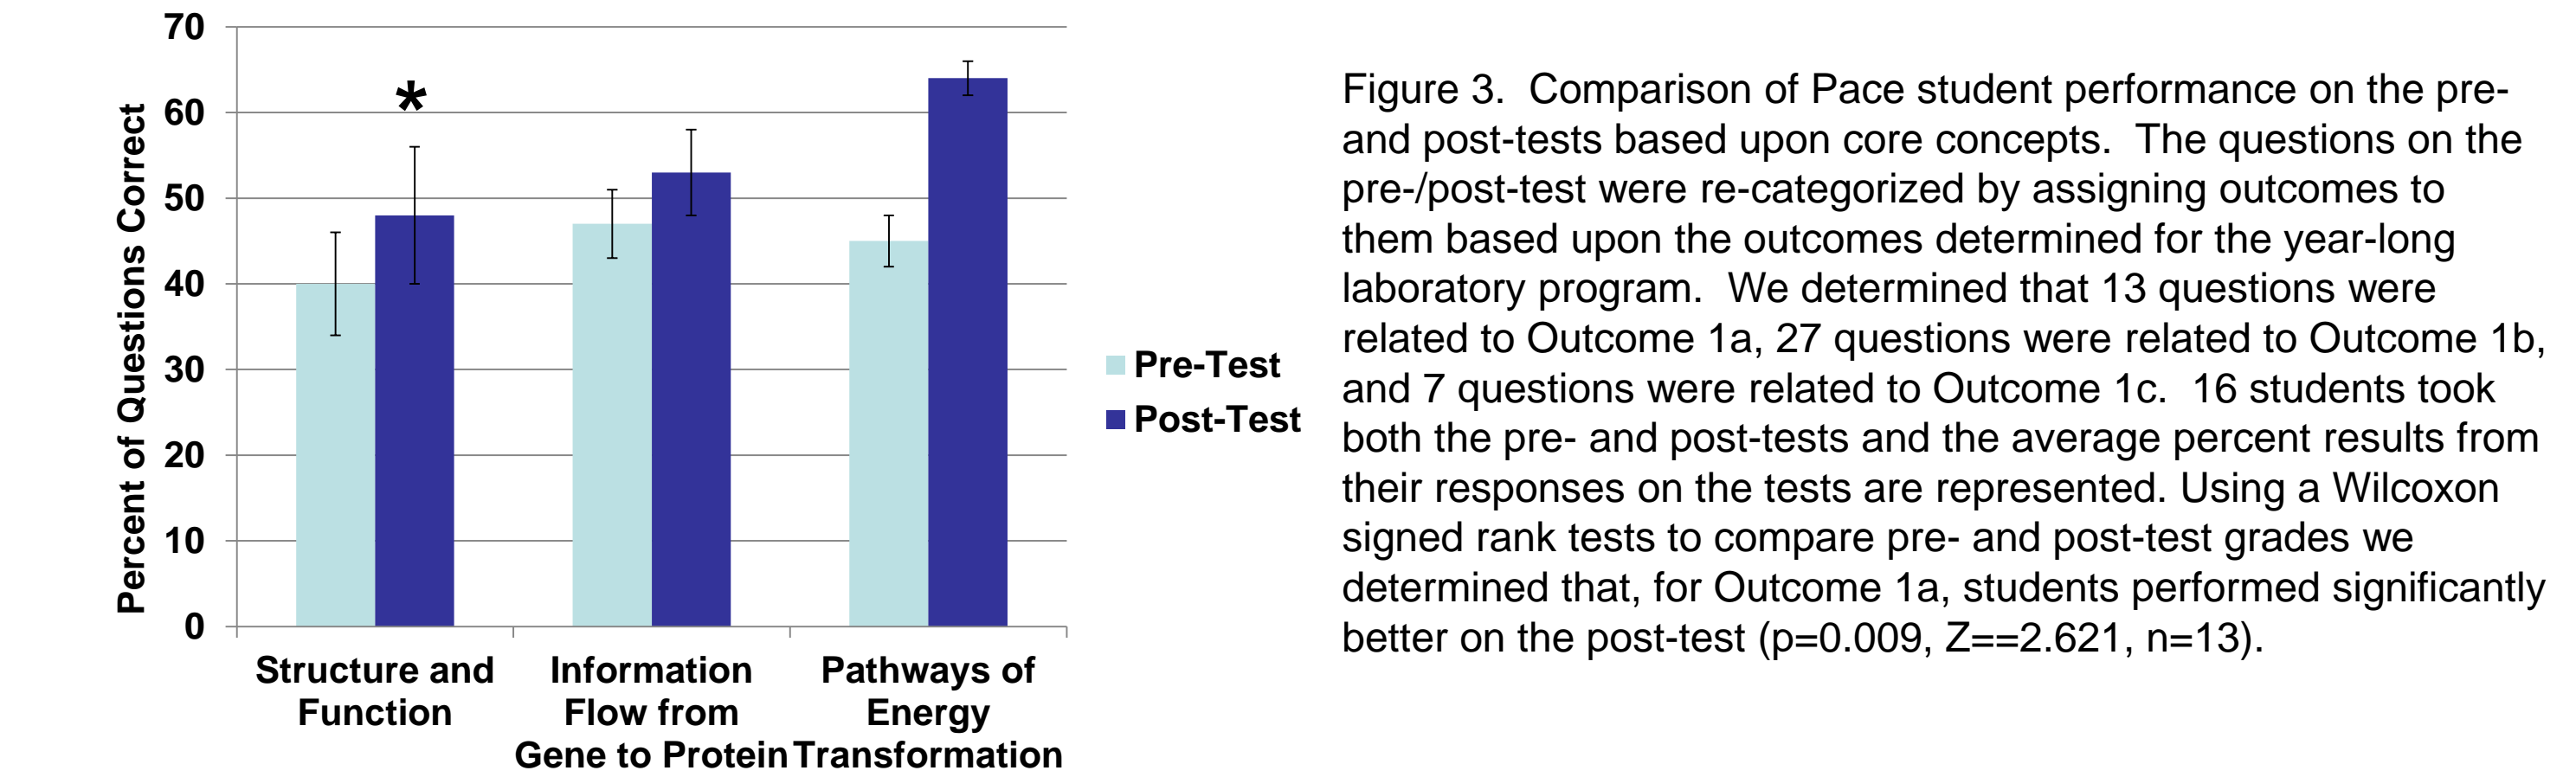 70
60
50
40
30
20
10
0
Percent of Questions Correct
*
Structure and
Function
Information
Flow from
Gene to Protein
Pathways of
Energy
Transformation
Pre-Test
Post-Test
Figure 3.  Comparison of Pace student performance on the pre-
and post-tests based upon core concepts.  The questions on the
pre-/post-test were re-categorized by assigning outcomes to
them based upon the outcomes determined for the year-long
laboratory program.  We determined that 13 questions were
related to Outcome 1a, 27 questions were related to Outcome 1b,
and 7 questions were related to Outcome 1c.  16 students took
both the pre- and post-tests and the average percent results from
their responses on the tests are represented. Using a Wilcoxon
signed rank tests to compare pre- and post-test grades we
determined that, for Outcome 1a, students performed significantly
better on the post-test (p=0.009, Z==2.621, n=13).